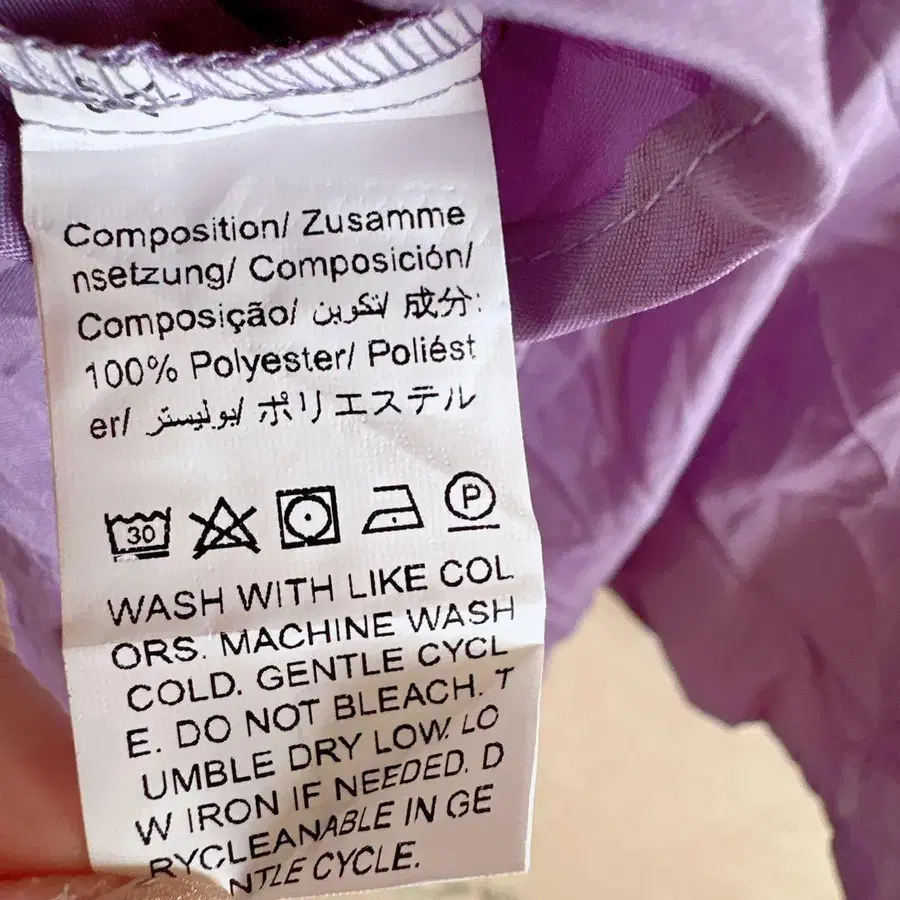 Composition/ Zusamme
nsetzung/ Composición/
Composição/ تكوين/ 成分:
100% Polyester/ Poliést
er/ بوليستر/ ポリエステル
30 P
WASH WITH LIKE COL
ORS. MACHINE WASH
COLD. GENTLE CYCL
E. DO NOT BLEACH. T
UMBLE DRY LOW. LO
W IRON IF NEEDED. D
RYCLEANABLE IN GE
NTLE CYCLE.